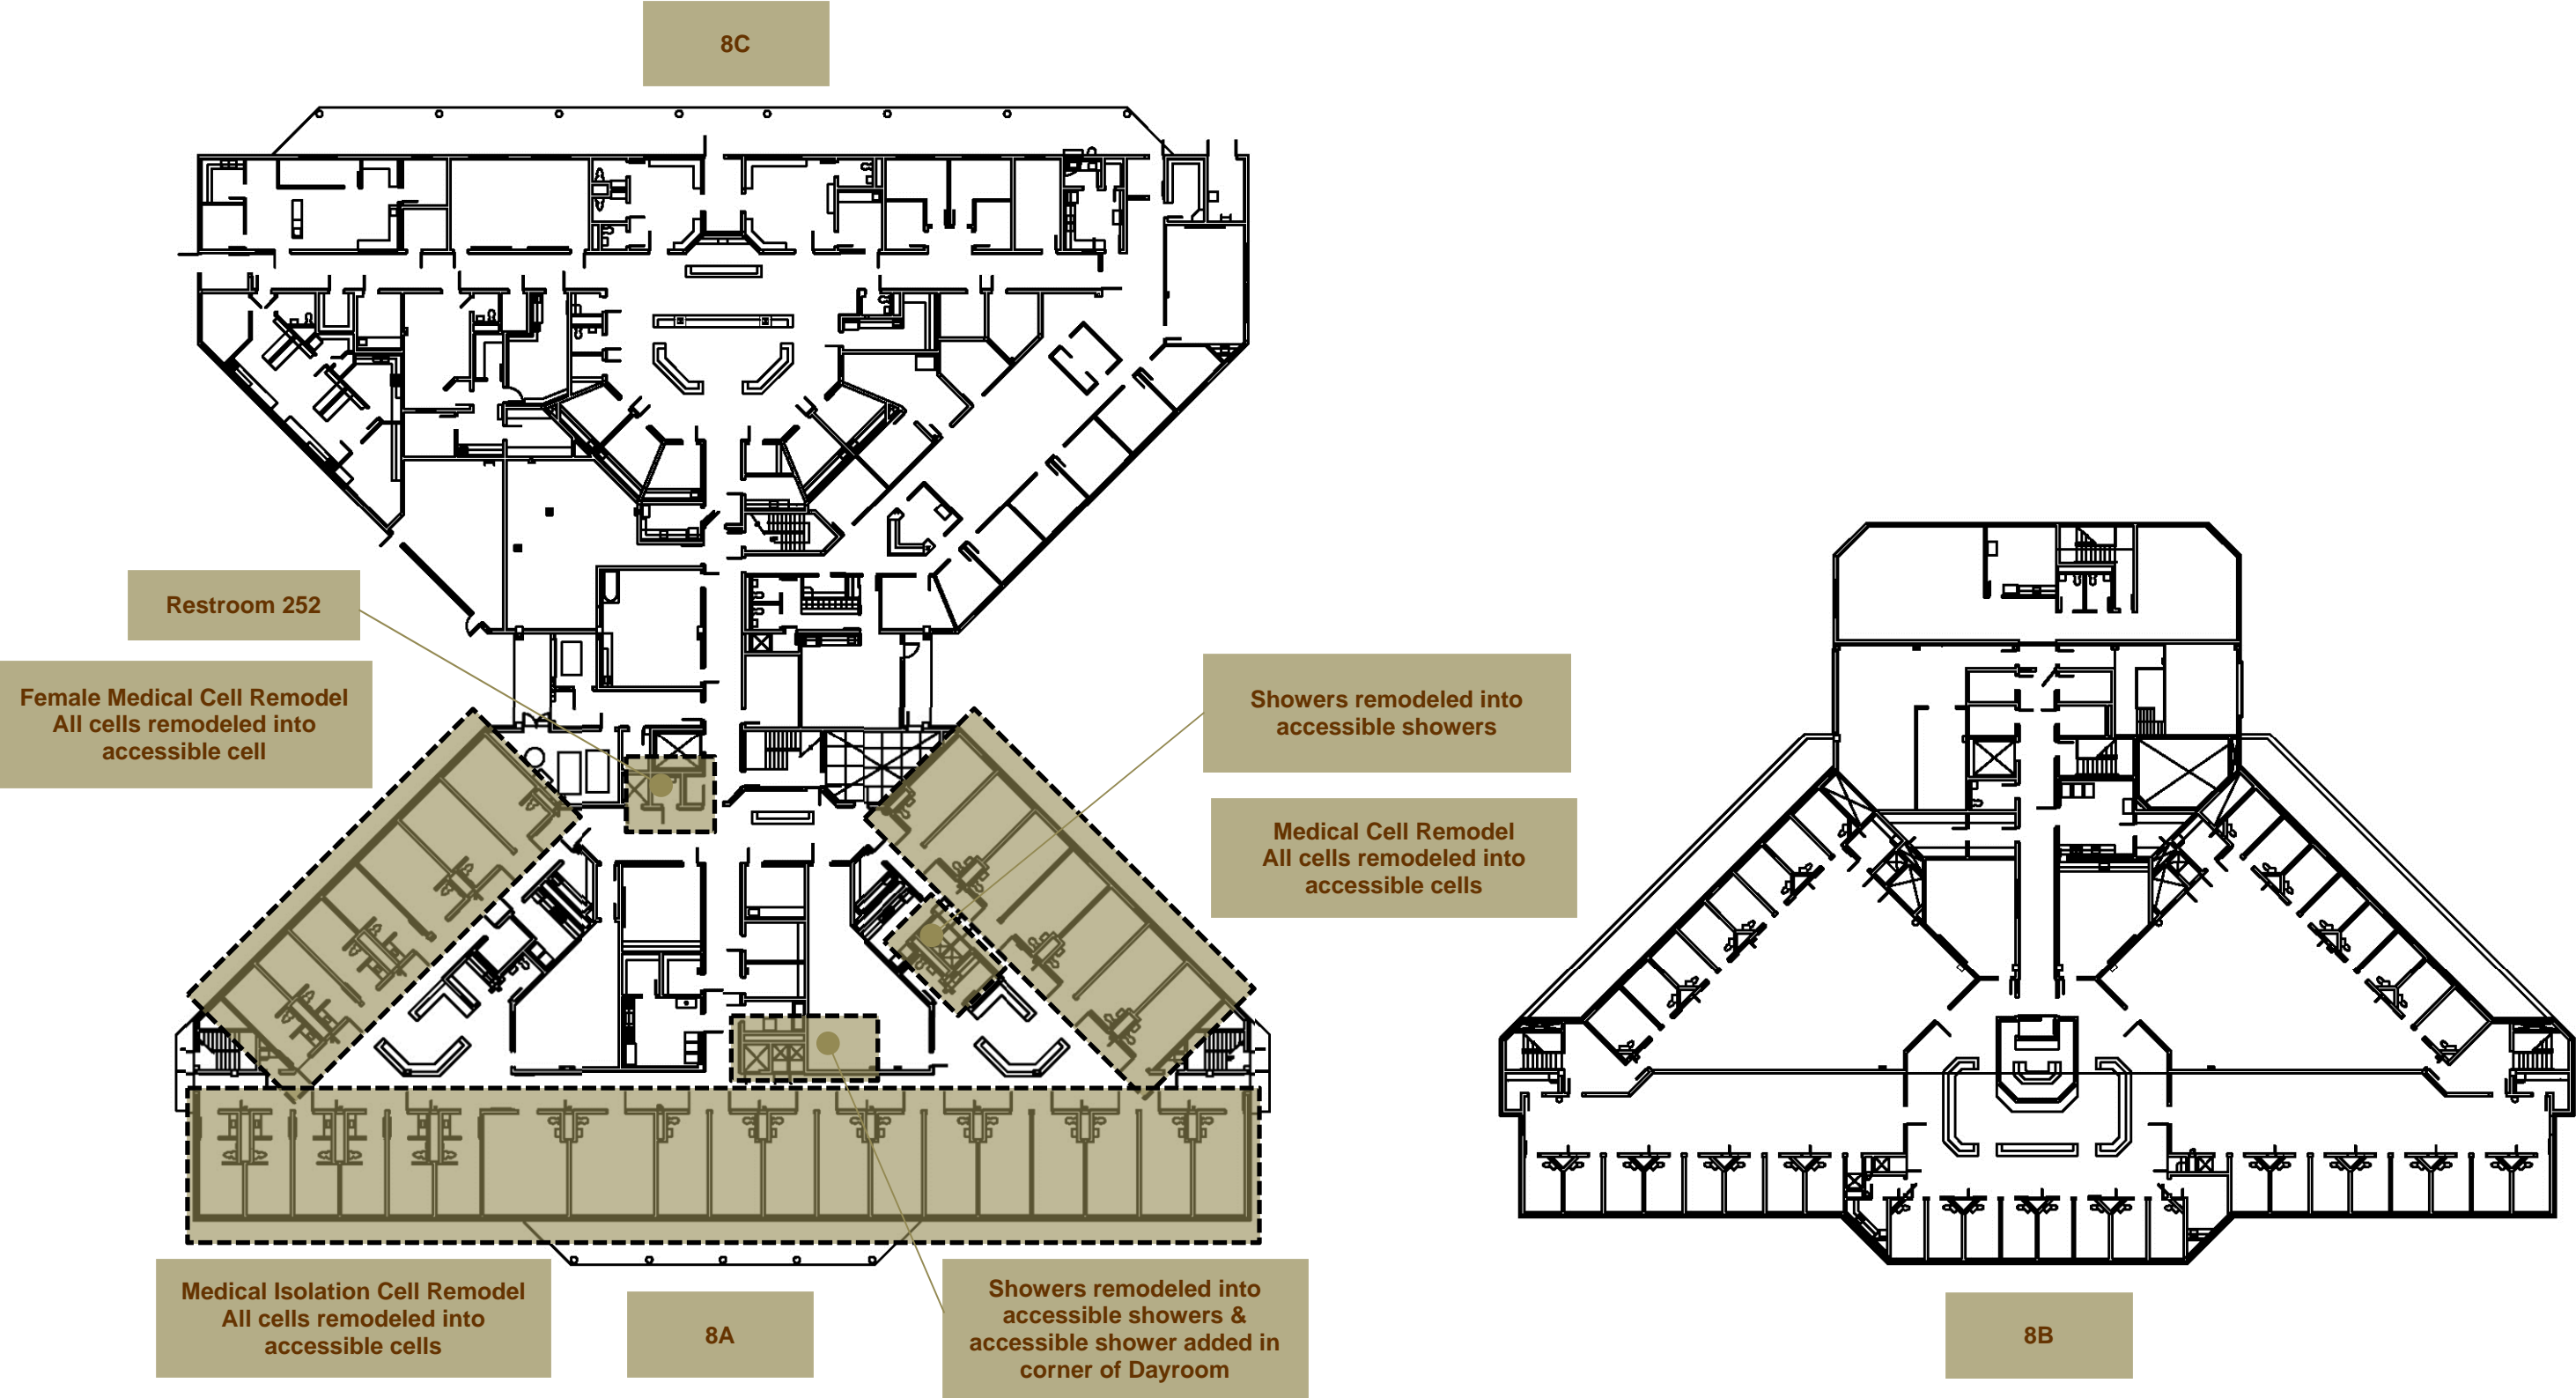 8C
Restroom 252
Female Medical Cell Remodel
All cells remodeled into
accessible cell
Showers remodeled into
accessible showers
Medical Cell Remodel
All cells remodeled into
accessible cells
Medical Isolation Cell Remodel
All cells remodeled into
accessible cells
8A
Showers remodeled into
accessible showers &
accessible shower added in
corner of Dayroom
8B